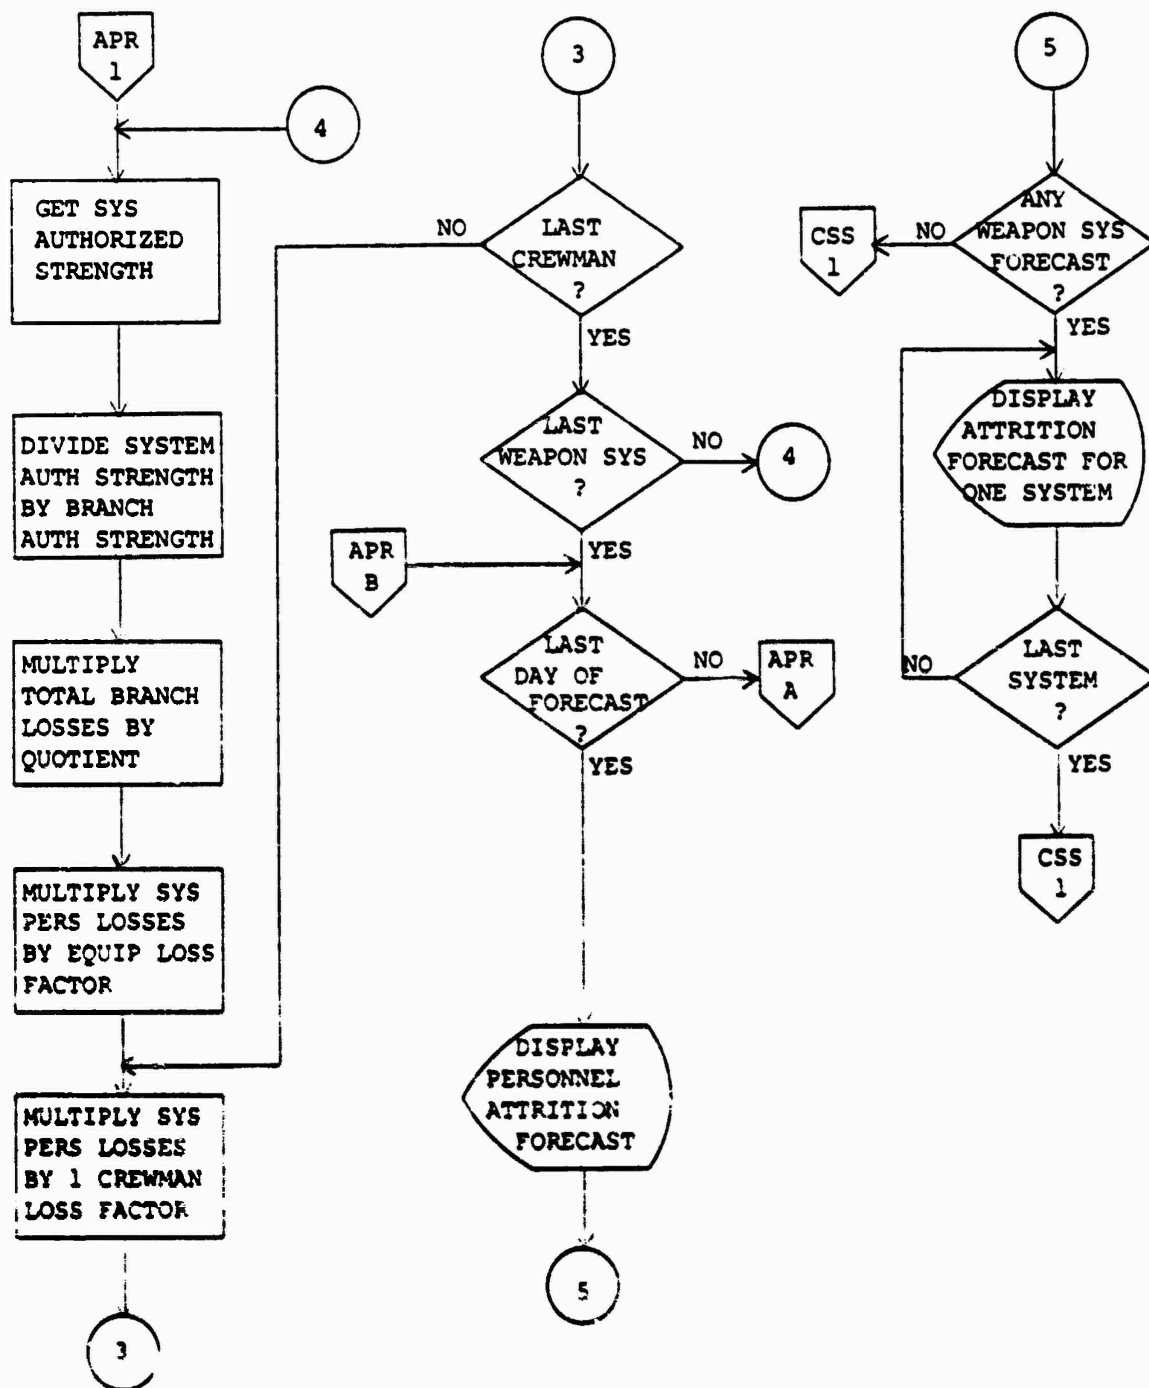 APR
1
4
GET SYS
AUTHORIZED
STRENGTH
DIVIDE SYSTEM
AUTH STRENGTH
BY BRANCH
AUTH STRENGTH
MULTIPLY
TOTAL BRANCH
LOSSES BY
QUOTIENT
MULTIPLY SYS
PERS LOSSES
BY EQUIP LOSS
FACTOR
MULTIPLY SYS
PERS LOSSES
BY 1 CREWMAN
LOSS FACTOR
3
3
LAST
CREWMAN
?
NO
YES
LAST
WEAPON SYS
?
NO
4
YES
APR
B
LAST
DAY OF
FORECAST
?
NO
APR
A
YES
DISPLAY
PERSONNEL
ATTRITION
FORECAST
5
5
ANY
WEAPON SYS
FORECAST
?
NO
CSS
1
YES
DISPLAY
ATTRITION
FORECAST FOR
ONE SYSTEM
LAST
SYSTEM
?
NO
YES
CSS
1